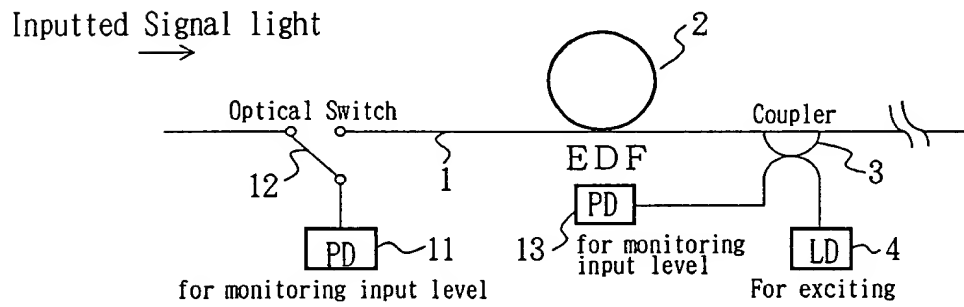 Inputted Signal light
2
Optical Switch
Coupler
12
1
EDF
3
PD
11
13
PD
LD
4
for monitoring input level
for monitoring
input level
For exciting